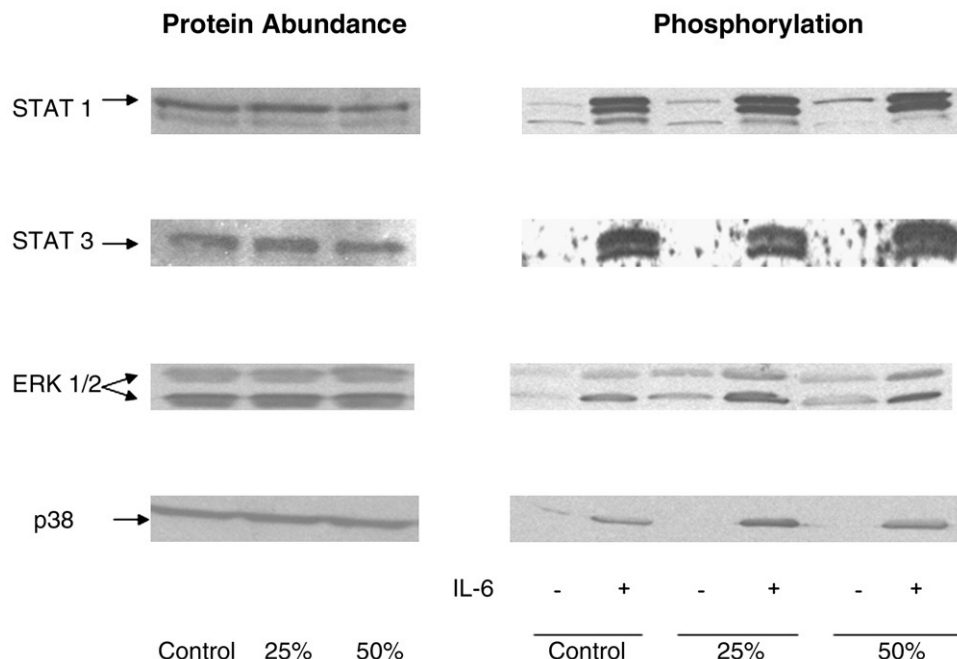 Protein Abundance
Phosphorylation
STAT 1
STAT 3
ERK 1/2
p38
IL-6 - + - + - +
Control 25% 50%
Control 25% 50%